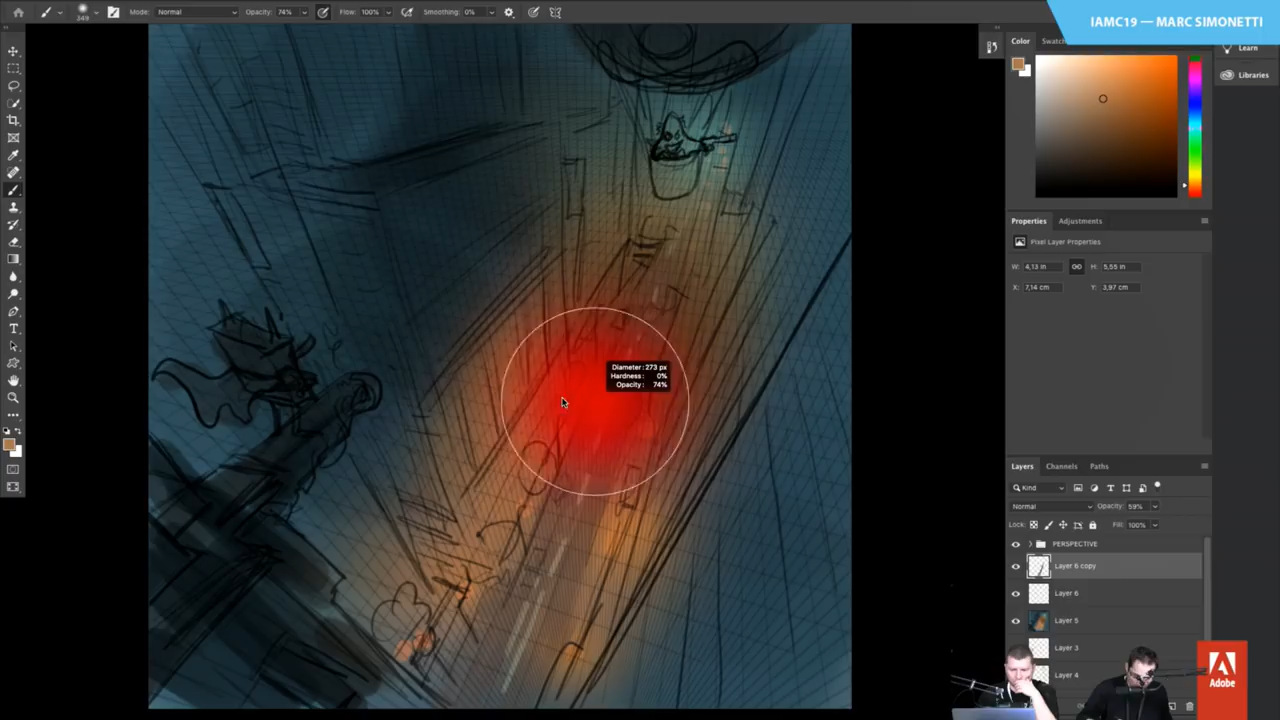 349
Mode: Normal
Opacity: 74%
Flow: 100%
Smoothing: 0%
IAMC19 — MARC SIMONETTI
Color
Swatch
Learn
Libraries
Properties
Adjustments
Pixel Layer Properties
W: 4,13 in
H: 5,55 in
X: 7,14 cm
Y: 3,97 cm
Diameter: 273 px
Hardness: 0%
Opacity: 74%
Layers
Channels
Paths
Kind
Normal
Opacity: 59%
Lock:
Fill: 100%
PERSPECTIVE
Layer 6 copy
Layer 6
Layer 5
Layer 3
Layer 4
Adobe